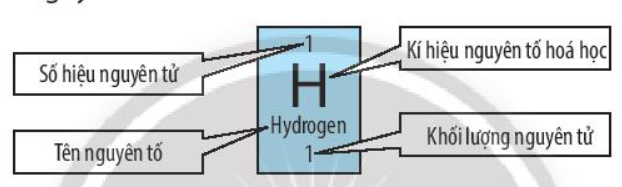 Số hiệu nguyên tử
Tên nguyên tố
1
H
Hydrogen
1
Kí hiệu nguyên tố hoá học
Khối lượng nguyên tử